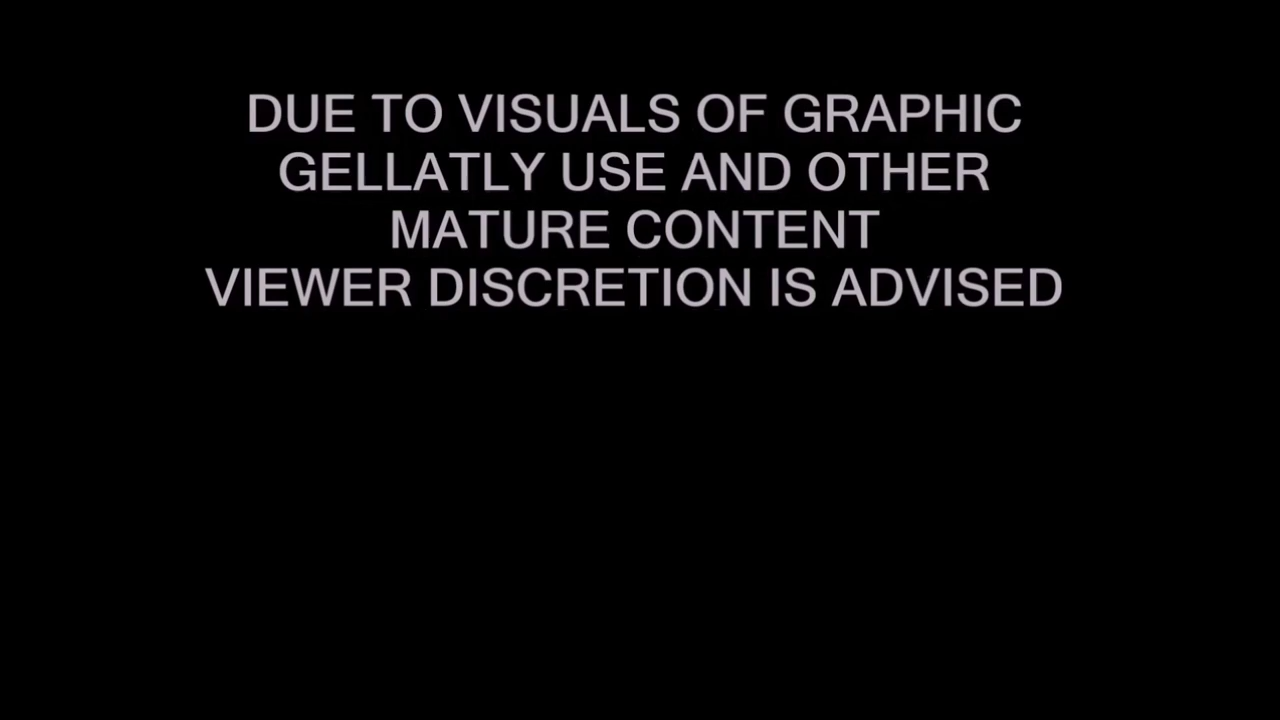 DUE TO VISUALS OF GRAPHIC
GELLATLY USE AND OTHER
MATURE CONTENT
VIEWER DISCRETION IS ADVISED